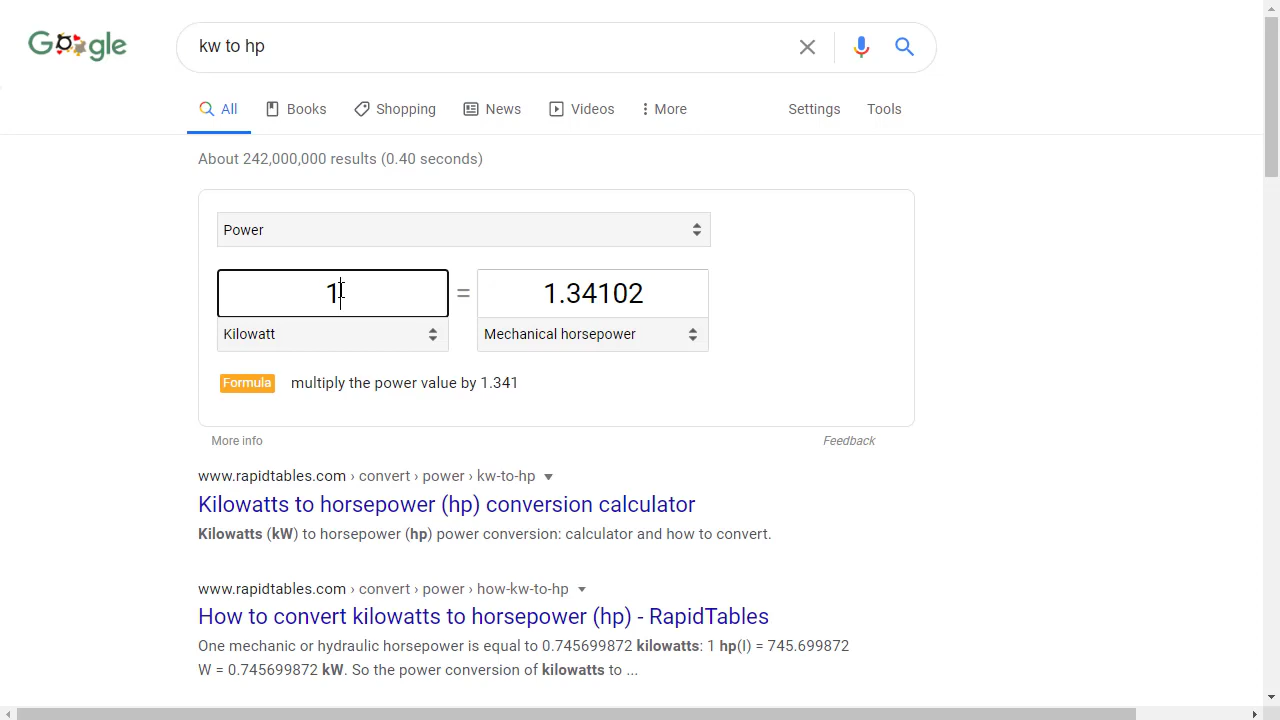 Google
kw to hp
All Books Shopping News Videos More Settings Tools
About 242,000,000 results (0.40 seconds)
Power
1 = 1.34102
Kilowatt Mechanical horsepower
Formula multiply the power value by 1.341
More info Feedback
www.rapidtables.com › convert › power › kw-to-hp
Kilowatts to horsepower (hp) conversion calculator
Kilowatts (kW) to horsepower (hp) power conversion: calculator and how to convert.
www.rapidtables.com › convert › power › how-kw-to-hp
How to convert kilowatts to horsepower (hp) - RapidTables
One mechanic or hydraulic horsepower is equal to 0.745699872 kilowatts: 1 hp(I) = 745.699872
W = 0.745699872 kW. So the power conversion of kilowatts to ...